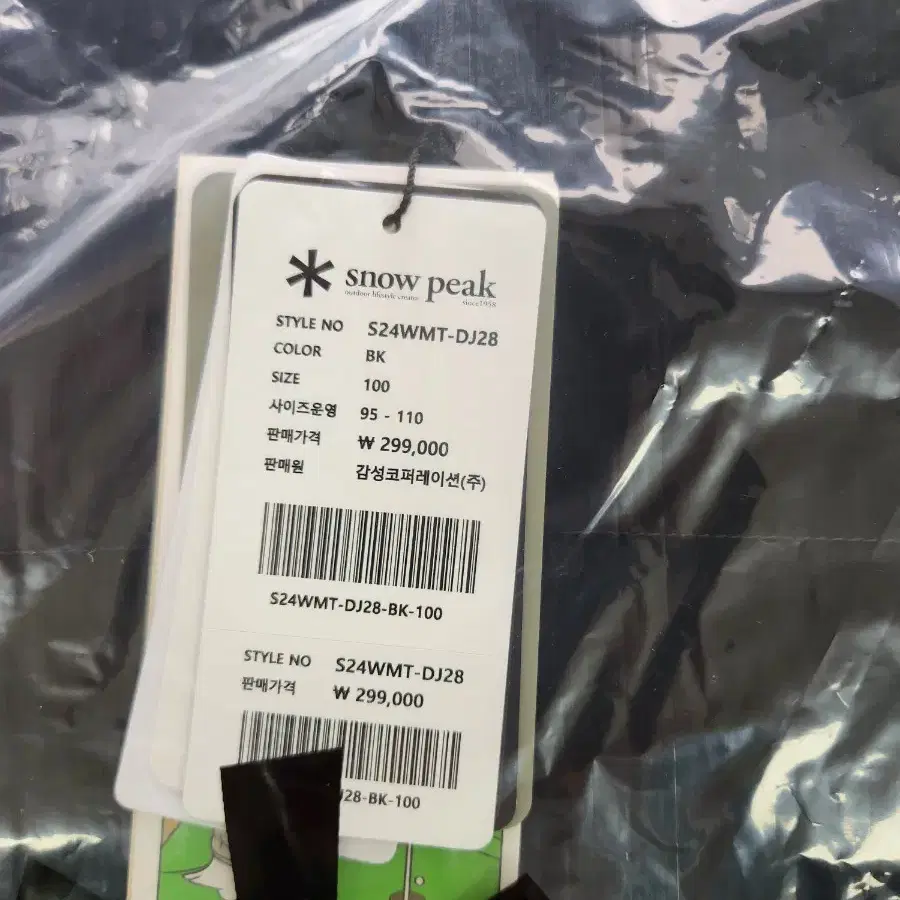 snow peak
outdoor lifestyle creator
since1958
STYLE NO S24WMT-DJ28
COLOR BK
SIZE 100
사이즈운영 95 - 110
판매가격 ₩ 299,000
판매원 감성코퍼레이션(주)
S24WMT-DJ28-BK-100
STYLE NO S24WMT-DJ28
판매가격 ₩ 299,000
J28-BK-100